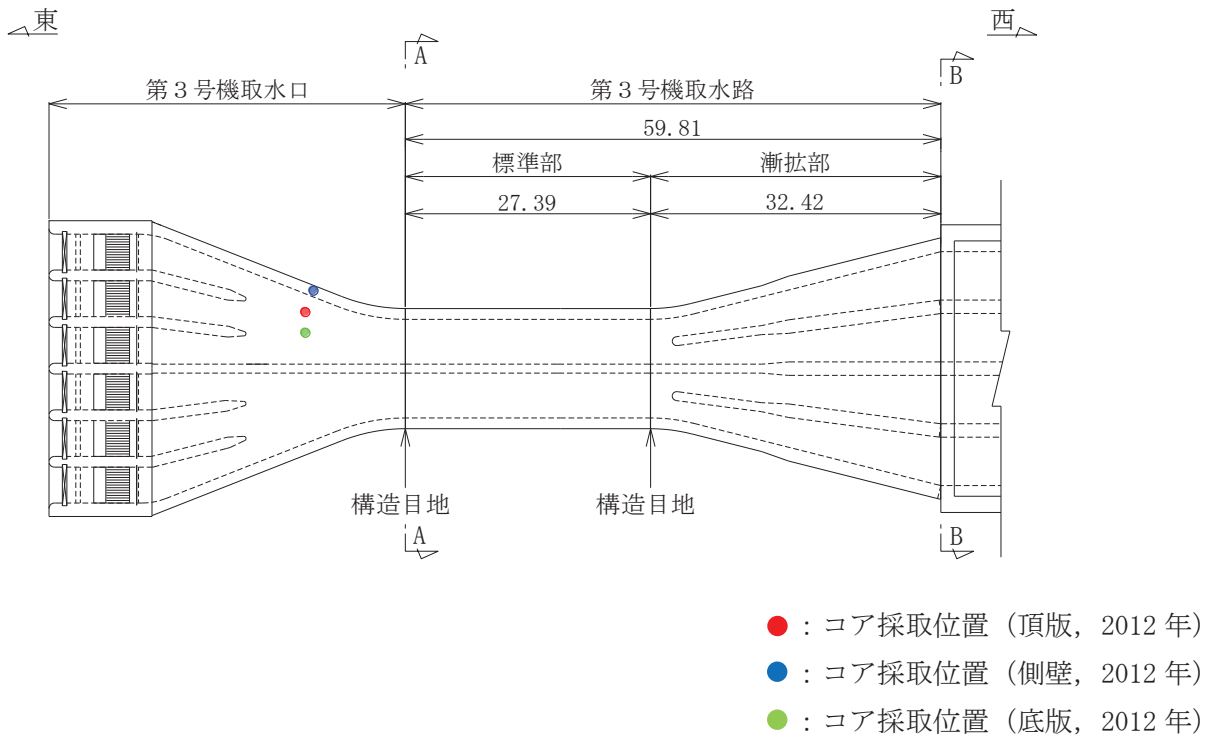 東
西
A
B
第３号機取水口
第３号機取水路
59.81
標準部
漸拡部
27.39
32.42
構造目地
構造目地
A
B
：コア採取位置（頂版，2012 年）
：コア採取位置（側壁，2012 年）
：コア採取位置（底版，2012 年）